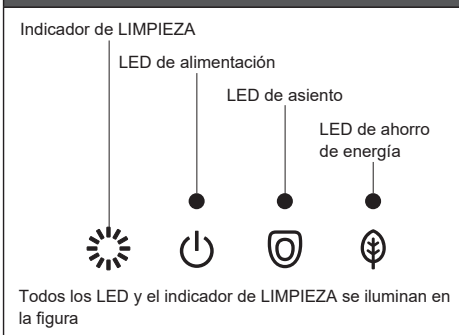 Indicador de LIMPIEZA
LED de alimentación
LED de asiento
LED de ahorro
de energía
Todos los LED y el indicador de LIMPIEZA se iluminan en
la figura